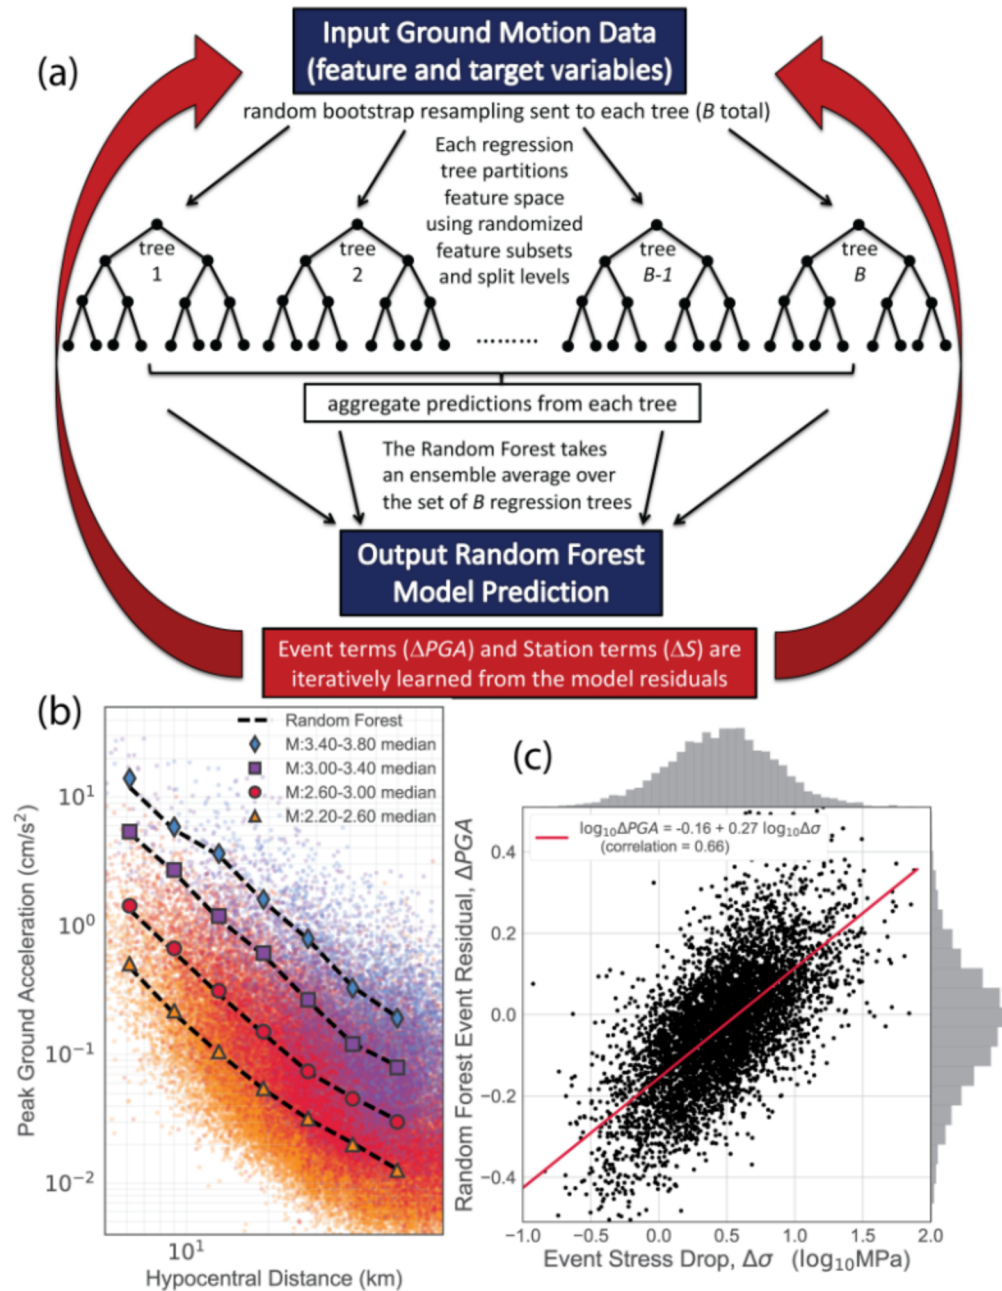 (a)
Input Ground Motion Data
(feature and target variables)
random bootstrap resampling sent to each tree (B total)
Each regression
tree partitions
feature space
using randomized
feature subsets
and split levels
tree
1
tree
2
tree
B-1
tree
B
.........
aggregate predictions from each tree
The Random Forest takes
an ensemble average over
the set of B regression trees
Output Random Forest
Model Prediction
Event terms (ΔPGA) and Station terms (ΔS) are
iteratively learned from the model residuals
(b)
Random Forest
M:3.40-3.80 median
M:3.00-3.40 median
M:2.60-3.00 median
M:2.20-2.60 median
Peak Ground Acceleration (cm/s²)
10¹
10⁰
10⁻¹
10⁻²
10¹
Hypocentral Distance (km)
(c)
log₁₀ΔPGA = -0.16 + 0.27 log₁₀Δσ
(correlation = 0.66)
Random Forest Event Residual, ΔPGA
0.4
0.2
0.0
−0.2
−0.4
−1.0 −0.5 0.0 0.5 1.0 1.5 2.0
Event Stress Drop, Δσ (log₁₀MPa)